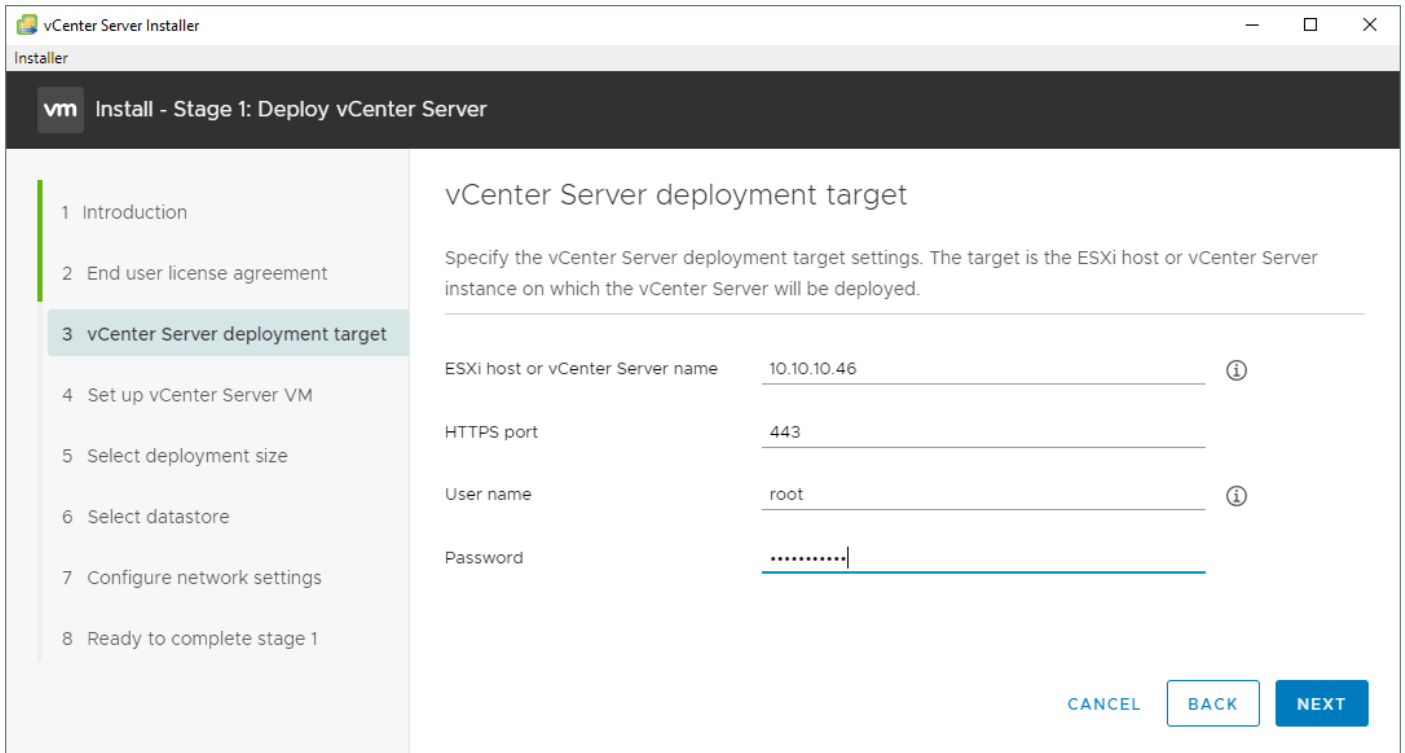 vCenter Server Installer
Installer
vm Install - Stage 1: Deploy vCenter Server
1 Introduction
2 End user license agreement
3 vCenter Server deployment target
4 Set up vCenter Server VM
5 Select deployment size
6 Select datastore
7 Configure network settings
8 Ready to complete stage 1
vCenter Server deployment target
Specify the vCenter Server deployment target settings. The target is the ESXi host or vCenter Server
instance on which the vCenter Server will be deployed.
ESXi host or vCenter Server name 10.10.10.46
HTTPS port 443
User name root
Password •••••••••••
CANCEL BACK NEXT